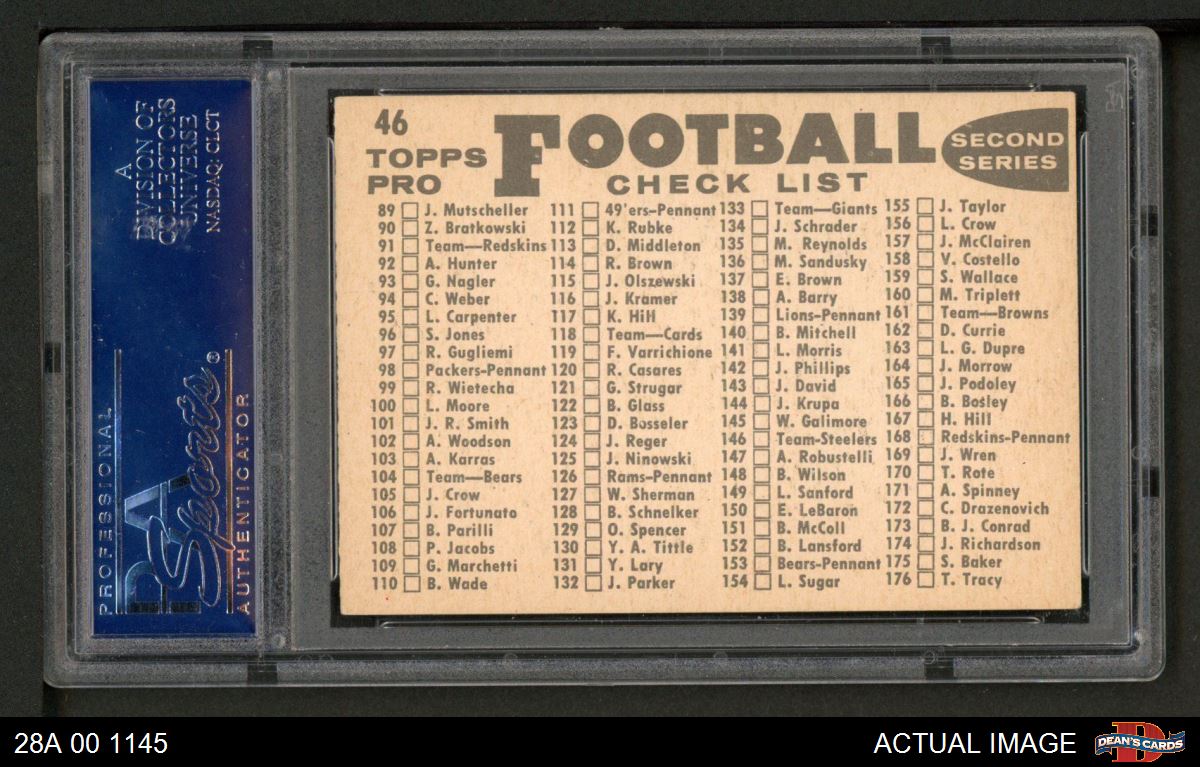 A
DIVISION OF
COLLECTORS
UNIVERSE
NASDAQ: CLCT
PROFESSIONAL
PSA
Sports®
AUTHENTICATOR
46
TOPPS
PRO
FOOTBALL
CHECK LIST
SECOND
SERIES
89 J. Mutscheller
90 Z. Bratkowski
91 Team—Redskins
92 A. Hunter
93 G. Nagler
94 C. Weber
95 L. Carpenter
96 S. Jones
97 R. Gugliemi
98 Packers-Pennant
99 R. Wietecha
100 L. Moore
101 J. R. Smith
102 A. Woodson
103 A. Karras
104 Team—Bears
105 J. Crow
106 J. Fortunato
107 B. Parilli
108 P. Jacobs
109 G. Marchetti
110 B. Wade
111 49'ers-Pennant
112 K. Rubke
113 D. Middleton
114 R. Brown
115 J. Olszewski
116 J. Kramer
117 K. Hill
118 Team—Cards
119 F. Varrichione
120 R. Casares
121 G. Strugar
122 B. Glass
123 D. Bosseler
124 J. Reger
125 J. Ninowski
126 Rams-Pennant
127 W. Sherman
128 B. Schnelker
129 O. Spencer
130 Y. A. Tittle
131 Y. Lary
132 J. Parker
133 Team—Giants
134 J. Schrader
135 M. Reynolds
136 M. Sandusky
137 E. Brown
138 A. Barry
139 Lions-Pennant
140 B. Mitchell
141 L. Morris
142 J. Phillips
143 J. David
144 J. Krupa
145 W. Galimore
146 Team-Steelers
147 A. Robustelli
148 B. Wilson
149 L. Sanford
150 E. LeBaron
151 B. McColl
152 B. Lansford
153 Bears-Pennant
154 L. Sugar
155 J. Taylor
156 L. Crow
157 J. McClairen
158 V. Costello
159 S. Wallace
160 M. Triplett
161 Team—Browns
162 D. Currie
163 L. G. Dupre
164 J. Morrow
165 J. Podoley
166 B. Bosley
167 H. Hill
168 Redskins-Pennant
169 J. Wren
170 T. Rote
171 A. Spinney
172 C. Drazenovich
173 B. J. Conrad
174 J. Richardson
175 S. Baker
176 T. Tracy
28A 00 1145
ACTUAL IMAGE
D
DEAN'S CARDS